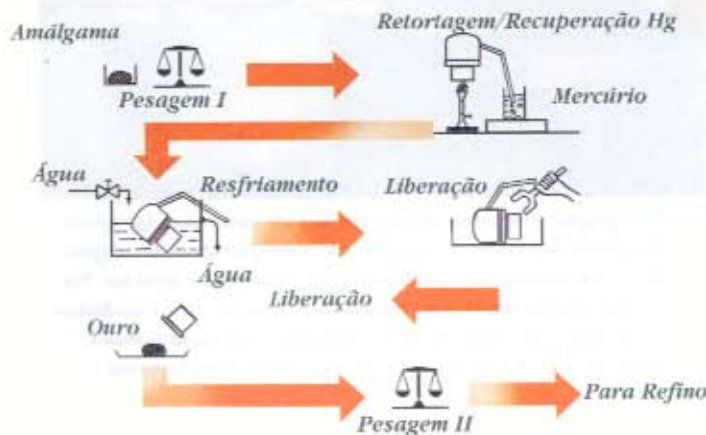 Amálgama
Retortagem/Recuperação Hg
Pesagem I
Mercúrio
Água
Resfriamento
Liberação
Água
Liberação
Ouro
Para Refino
Pesagem II